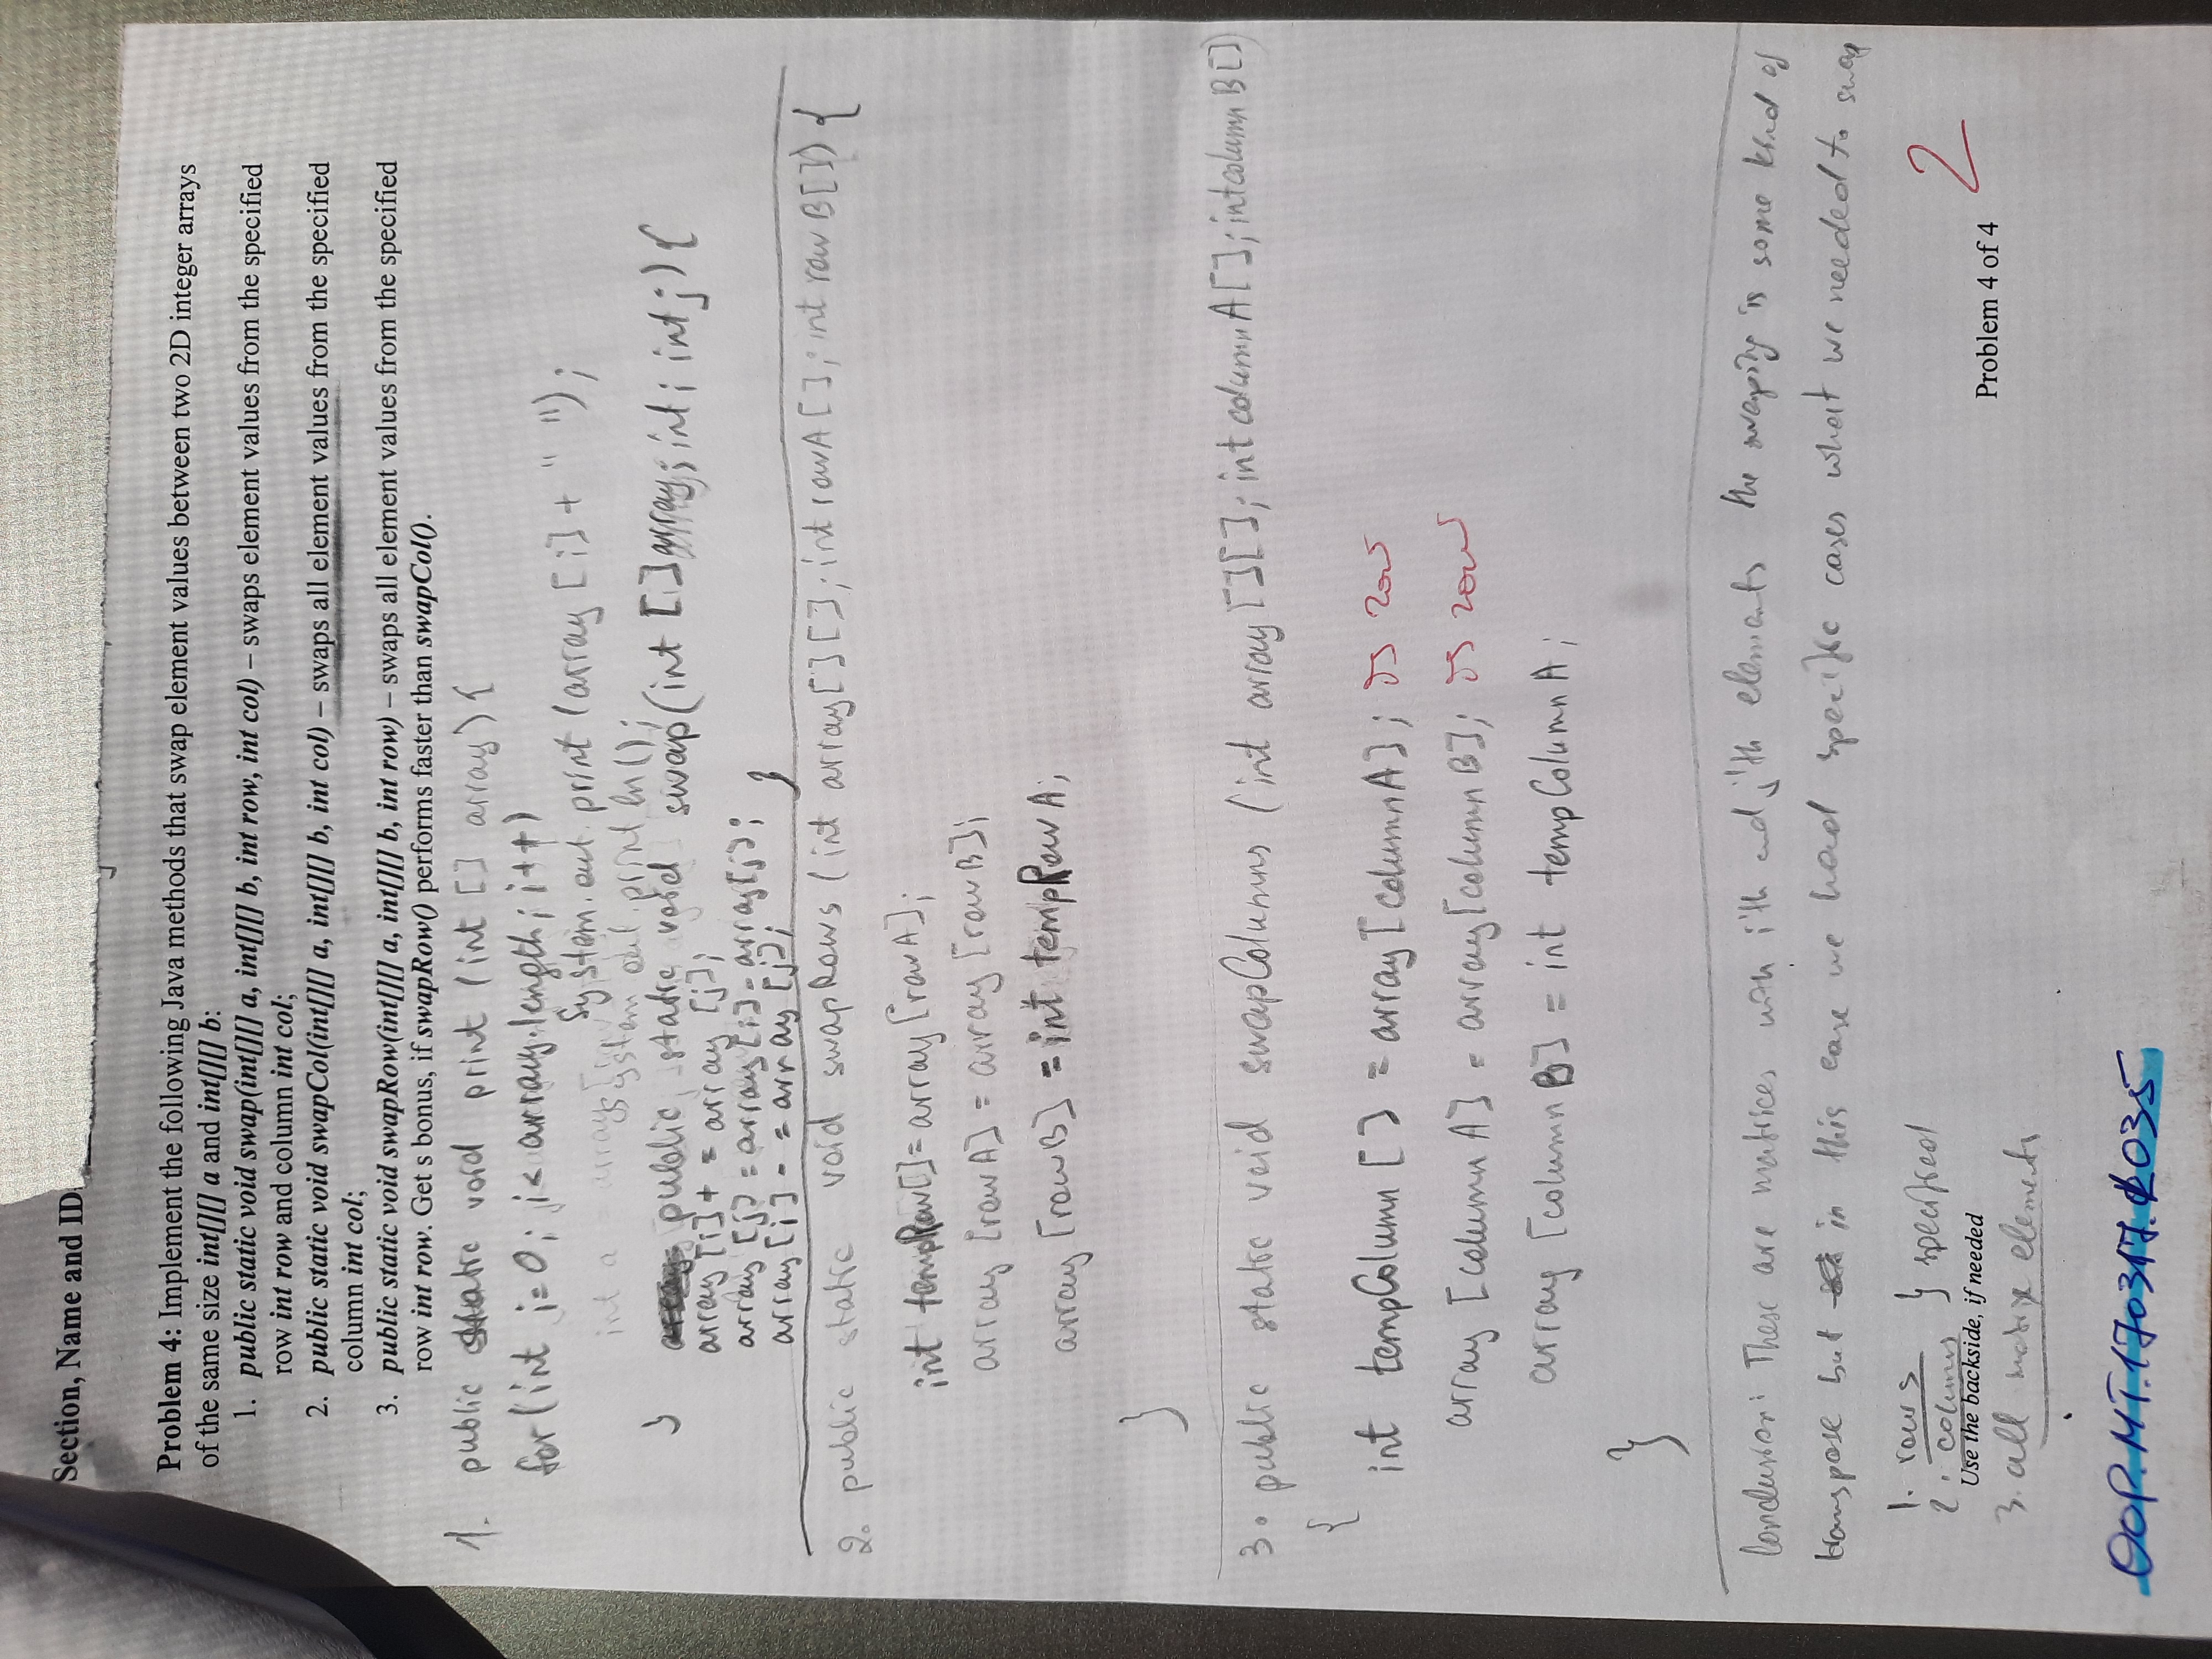 Section, Name and ID:
Problem 4: Implement the following Java methods that swap element values between two 2D integer arrays
of the same size int[][] a and int[][] b:
1. public static void swap(int[][] a, int[][] b, int row, int col) – swaps element values from the specified
row int row and column int col;
2. public static void swapCol(int[][] a, int[][] b, int col) – swaps all element values from the specified
column int col;
3. public static void swapRow(int[][] a, int[][] b, int row) – swaps all element values from the specified
row int row. Get s bonus, if swapRow() performs faster than swapCol().
1. public static void print (int [] array) {
for (int i=0; i< array.length; i++)
System.out.print (array [i] + " ");
int a = array
System.out.println();
} public static void swap(int [] array; int i int j) {
array [i] + = array [j];
array [j] = array [i] - array[j];
array [i] - = array [j]; }
2. public static void swapRows (int array[][]; int rowA []; int row B[]) {
int tempRow[] = array [rowA];
array [rowA] = array [row B];
array [rowB] = int tempRow A;
}
3. public static void swapColumns (int array [][]; int column A []; int column B [])
{
int tempColumn [] = array [columnA]; is row
array [column A] = array [column B]; is row
array [column B] = int temp Column A;
}
Conclusion: These are matrices with i'th and j'th elements the swaping is some kind of
transpose but in this case we had specific cases what we needed to swap
1. rows
} specified
2. columns
Use the backside, if needed
Problem 4 of 4
2
3. all matrix elements
OOP.MT.170317.035